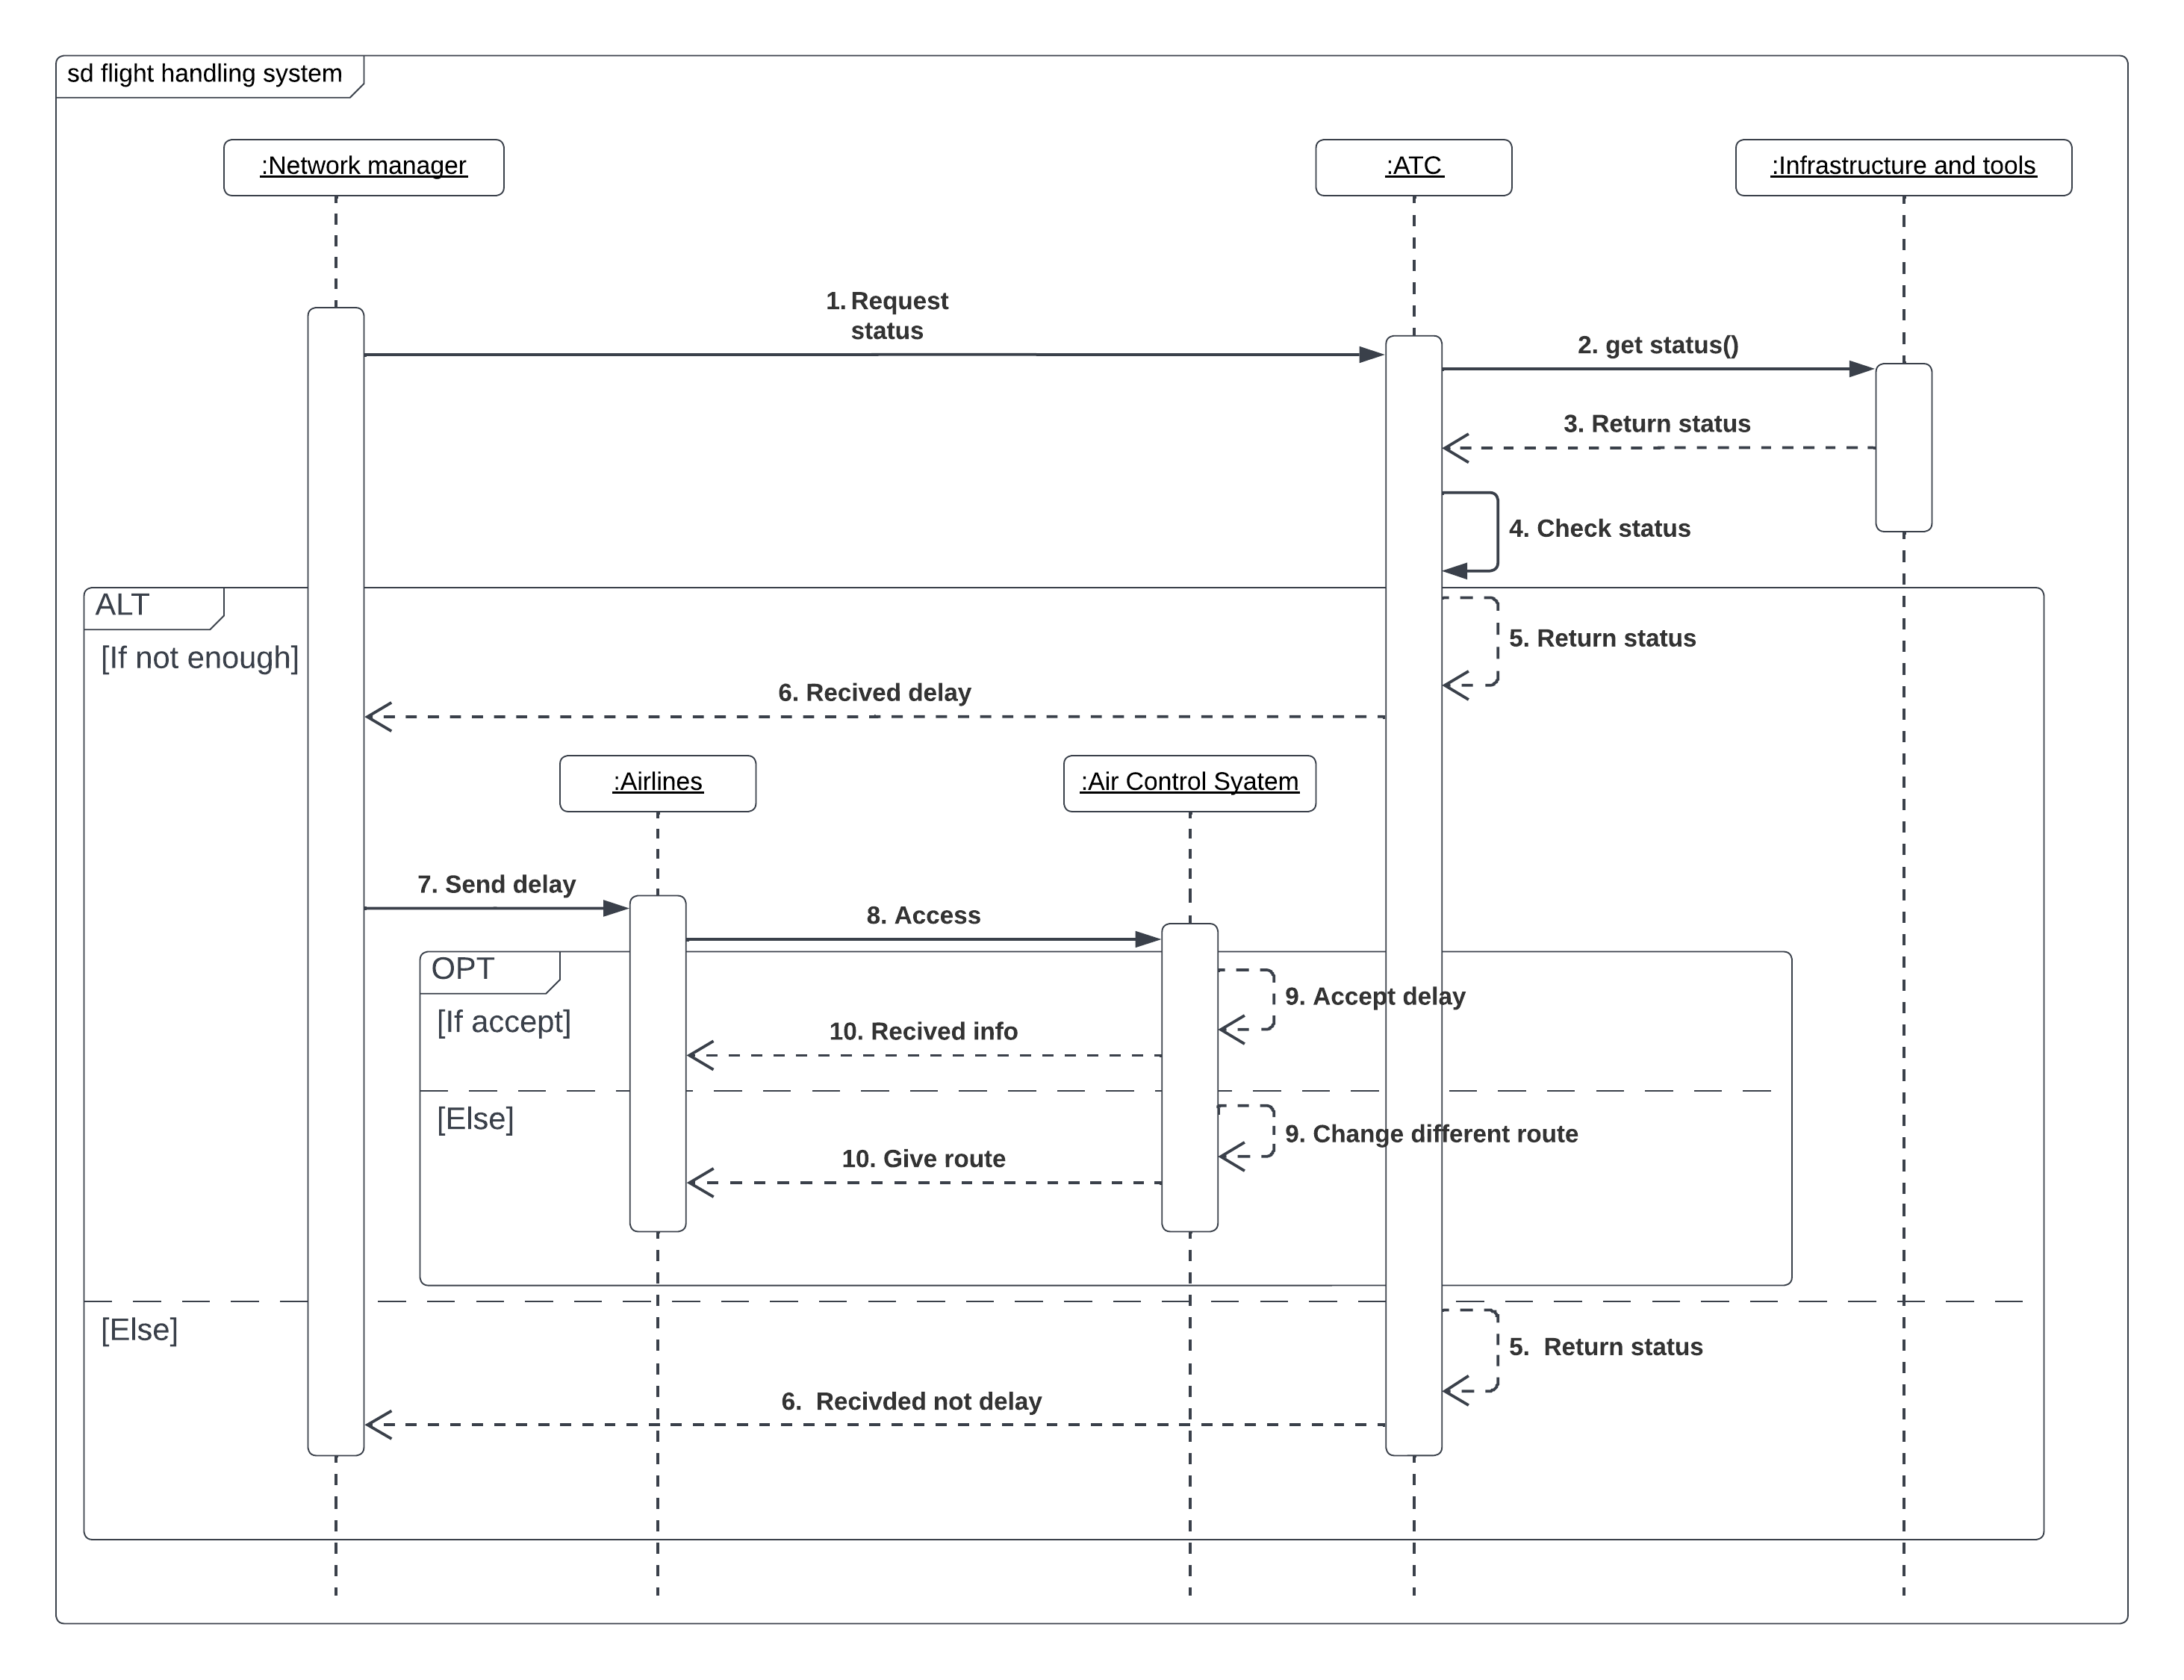 sd flight handling system
:Network manager
:ATC
:Infrastructure and tools
1. Request
status
2. get status()
3. Return status
4. Check status
ALT
[If not enough]
5. Return status
6. Recived delay
:Airlines
:Air Control Syatem
7. Send delay
8. Access
OPT
[If accept]
9. Accept delay
10. Recived info
[Else]
9. Change different route
10. Give route
[Else]
5. Return status
6. Recivded not delay